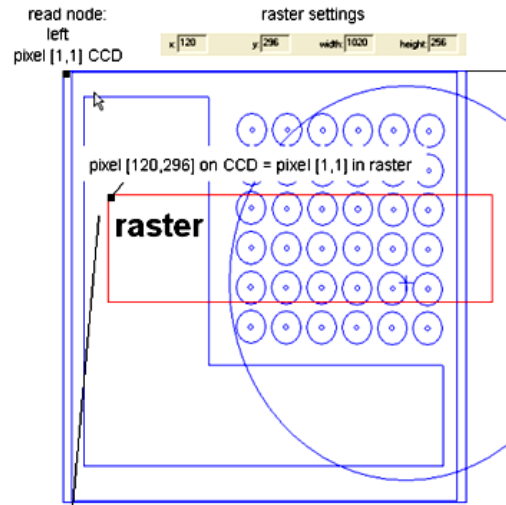 read node:
left
pixel [1,1] CCD
raster settings
x: 120 y: 296 width: 1020 height: 256
pixel [120,296] on CCD = pixel [1,1] in raster
raster